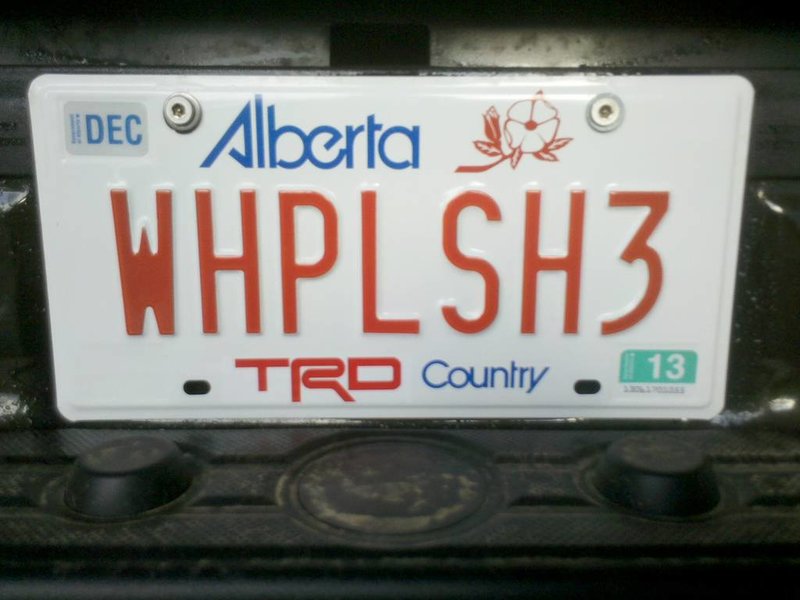 DEC
Alberta
WHPLSH3
TRD Country
13